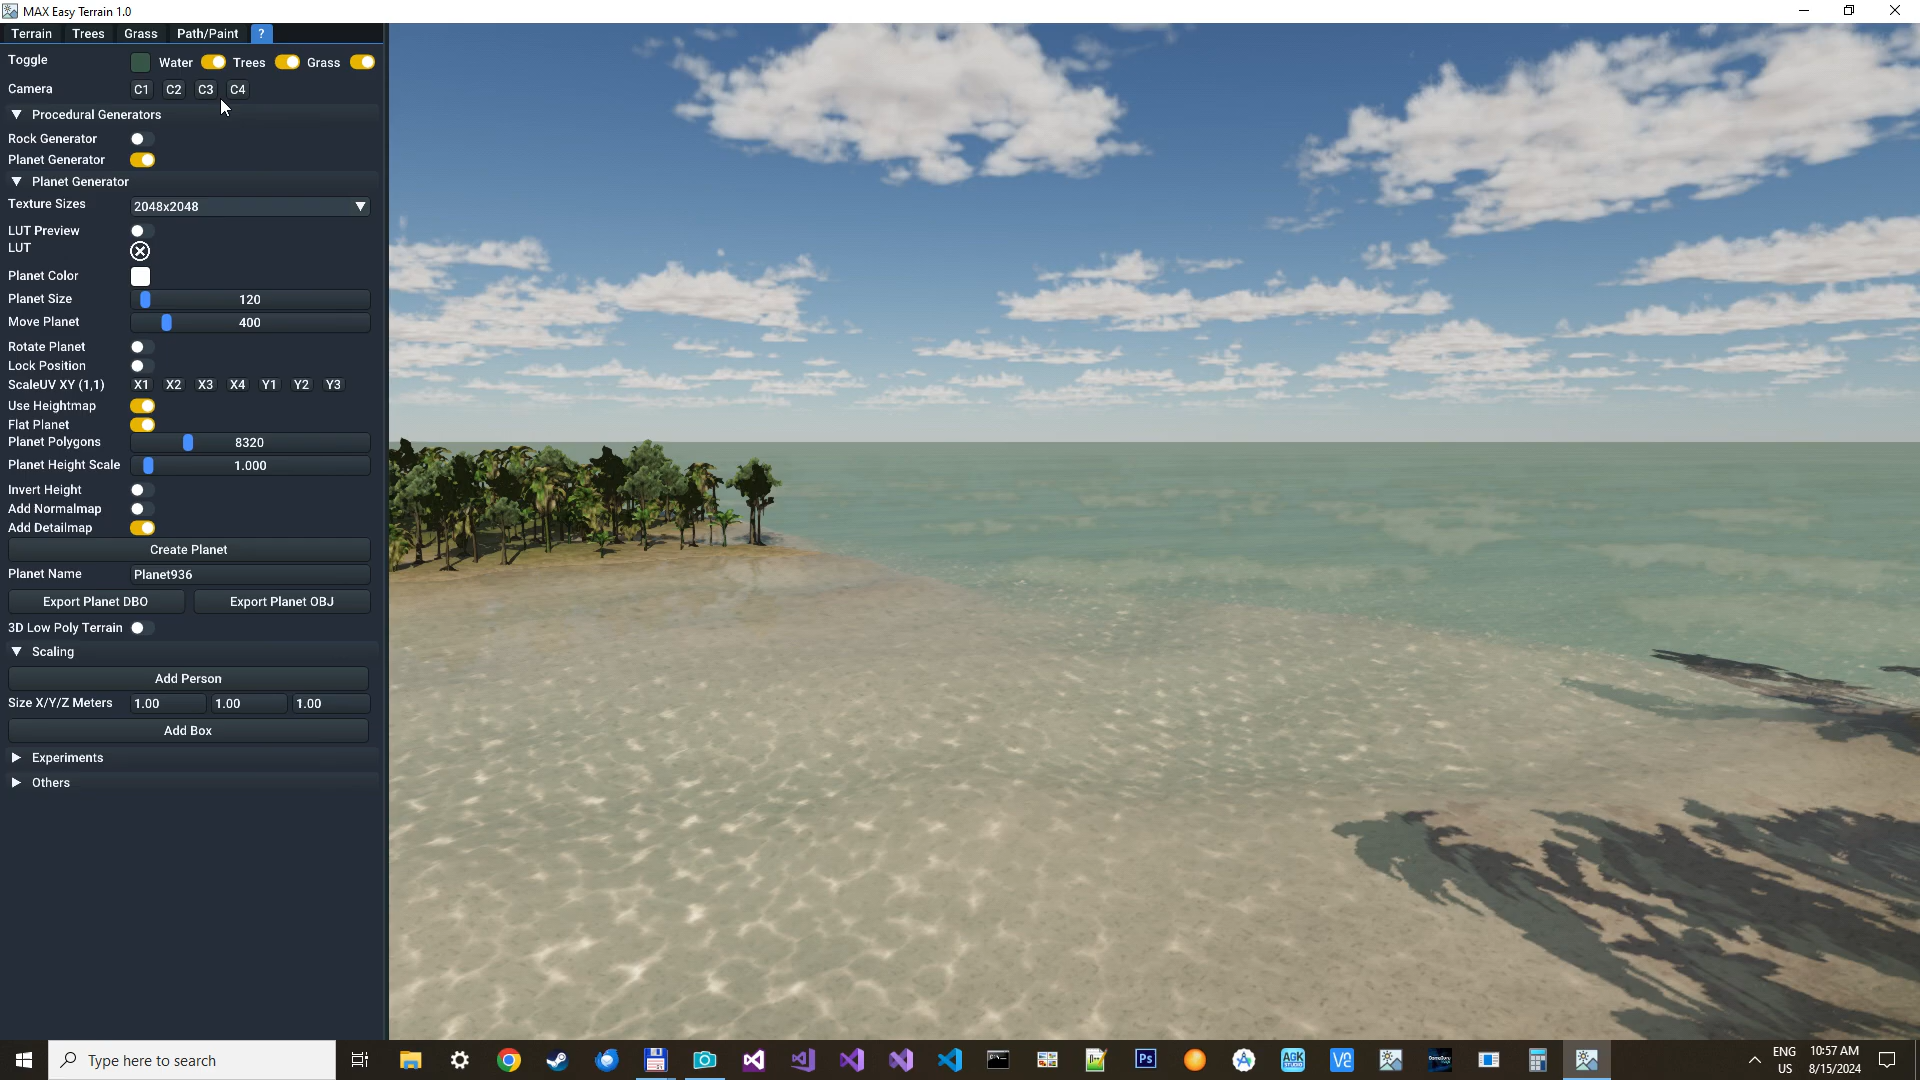 MAX Easy Terrain 1.0
Terrain Trees Grass Path/Paint ?
Toggle Water Trees Grass
Camera C1 C2 C3 C4
Procedural Generators
Rock Generator
Planet Generator
Planet Generator
Texture Sizes 2048x2048
LUT Preview
LUT
Planet Color
Planet Size 120
Move Planet 400
Rotate Planet
Lock Position
ScaleUV XY (1,1) X1 X2 X3 X4 Y1 Y2 Y3
Use Heightmap
Flat Planet
Planet Polygons 8320
Planet Height Scale 1.000
Invert Height
Add Normalmap
Add Detailmap
Create Planet
Planet Name Planet936
Export Planet DBO Export Planet OBJ
3D Low Poly Terrain
Scaling
Add Person
Size X/Y/Z Meters 1.00 1.00 1.00
Add Box
Experiments
Others
Type here to search
Ps
AGK
ENG
US
10:57 AM
8/15/2024